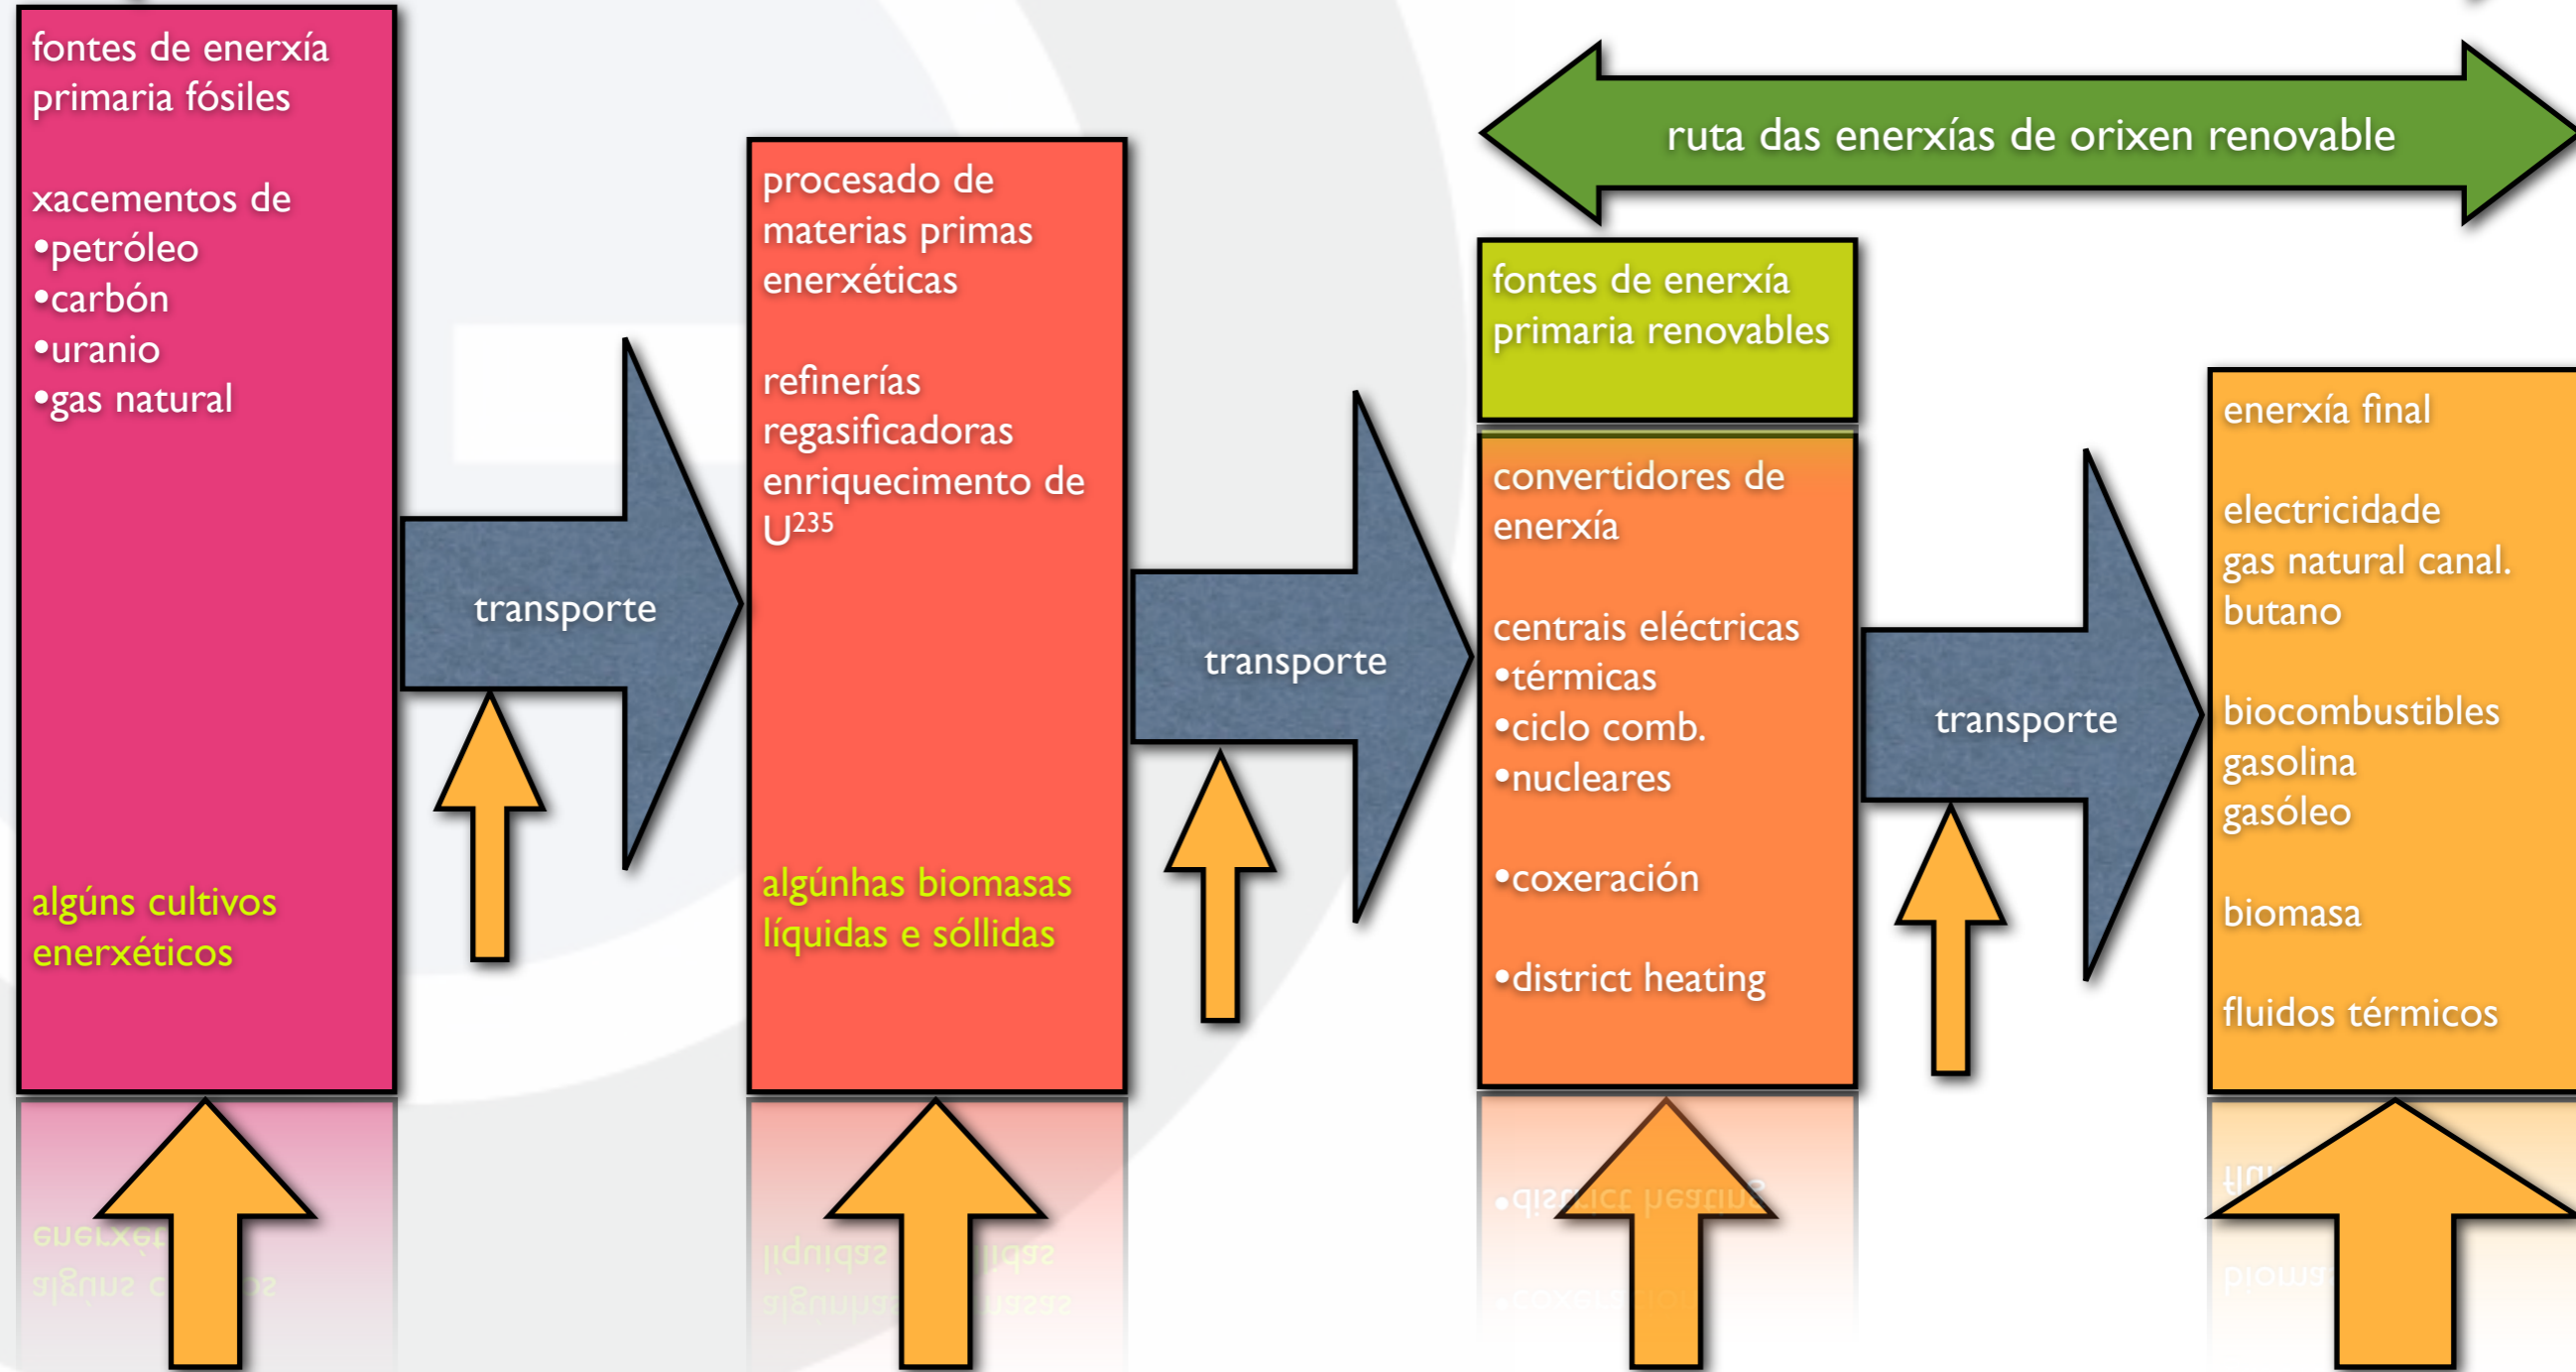 fontes de enerxía
primaria fósiles
xacementos de
•petróleo
•carbón
•uranio
•gas natural
algúns cultivos
enerxéticos
transporte
procesado de
materias primas
enerxéticas
refinerías
regasificadoras
enriquecimento de
U²³⁵
algúnhas biomasas
líquidas e sóllidas
transporte
ruta das enerxías de orixen renovable
fontes de enerxía
primaria renovables
convertidores de
enerxía
centrais eléctricas
•térmicas
•ciclo comb.
•nucleares
•coxeración
•district heating
transporte
enerxía final
electricidade
gas natural canal.
butano
biocombustibles
gasolina
gasóleo
biomasa
fluidos térmicos